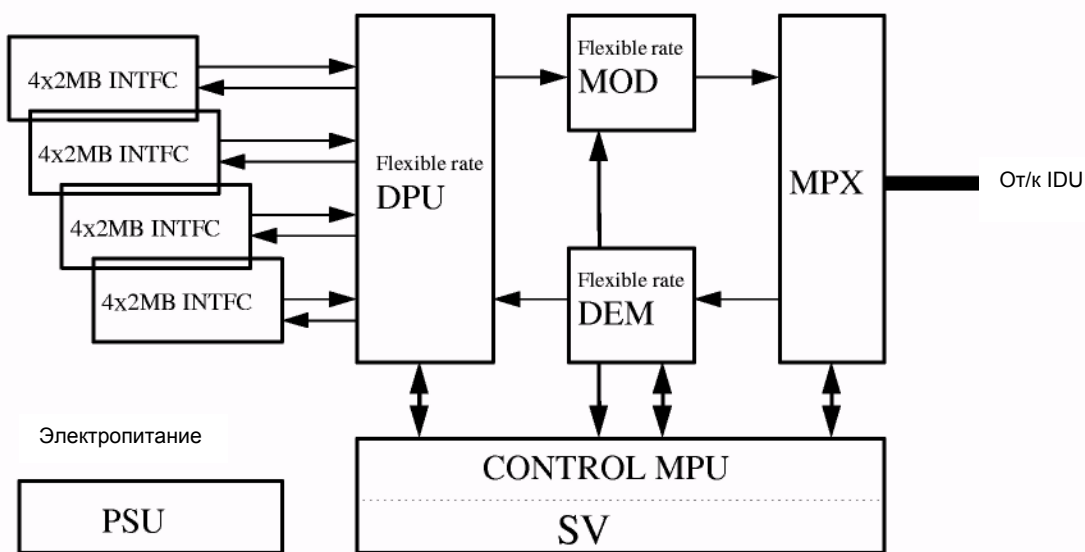 4x2MB INTFC
4x2MB INTFC
4x2MB INTFC
4x2MB INTFC
Flexible rate
DPU
Flexible rate
MOD
Flexible rate
DEM
MPX
От/к IDU
Электропитание
PSU
CONTROL MPU
SV